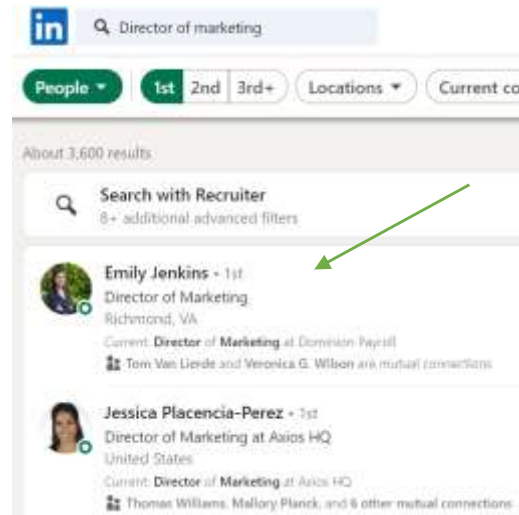 in
Director of marketing
People 1st 2nd 3rd+ Locations Current co
About 3,600 results
Search with Recruiter
8+ additional advanced filters
Emily Jenkins • 1st
Director of Marketing
Richmond, VA
Current: Director of Marketing at Dominion Payroll
Tom Van Lierde and Veronica G. Wilson are mutual connections
Jessica Placencia-Perez • 1st
Director of Marketing at Axios HQ
United States
Current: Director of Marketing at Axios HQ
Thomas Williams, Mallory Planck, and 6 other mutual connections